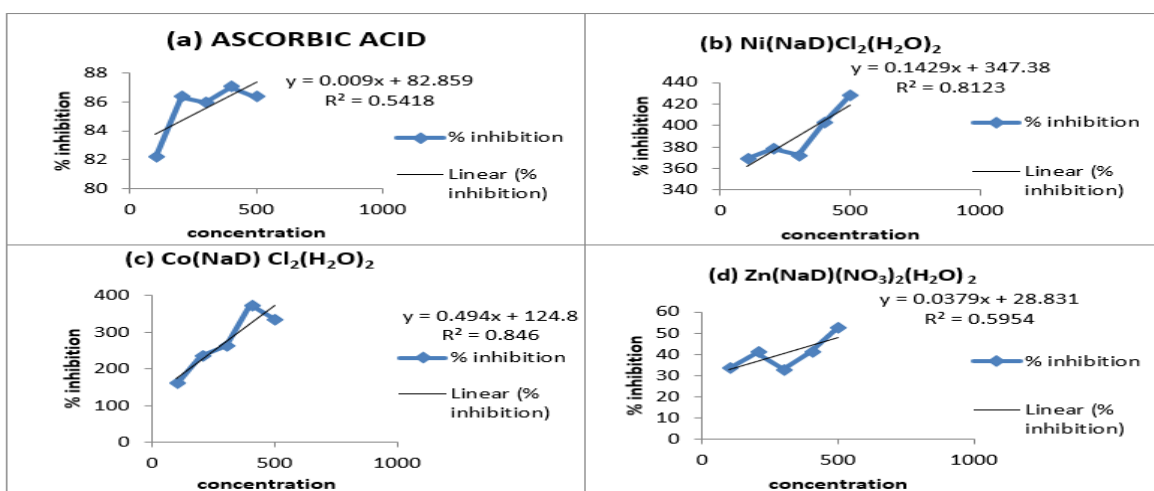 (a) ASCORBIC ACID
y = 0.009x + 82.859
R² = 0.5418
% inhibition
88
86
84
82
80
0
500
1000
concentration
% inhibition
Linear (%
inhibition)
(b) Ni(NaD)Cl₂(H₂O)₂
y = 0.1429x + 347.38
R² = 0.8123
% inhibition
440
420
400
380
360
340
0
500
1000
concentration
% inhibition
Linear (%
inhibition)
(c) Co(NaD) Cl₂(H₂O)₂
y = 0.494x + 124.8
R² = 0.846
% inhibition
400
300
200
100
0
0
500
1000
concentration
% inhibition
Linear (%
inhibition)
(d) Zn(NaD)(NO₃)₂(H₂O)₂
y = 0.0379x + 28.831
R² = 0.5954
% inhibition
60
50
40
30
20
10
0
0
500
1000
concentration
% inhibition
Linear (%
inhibition)